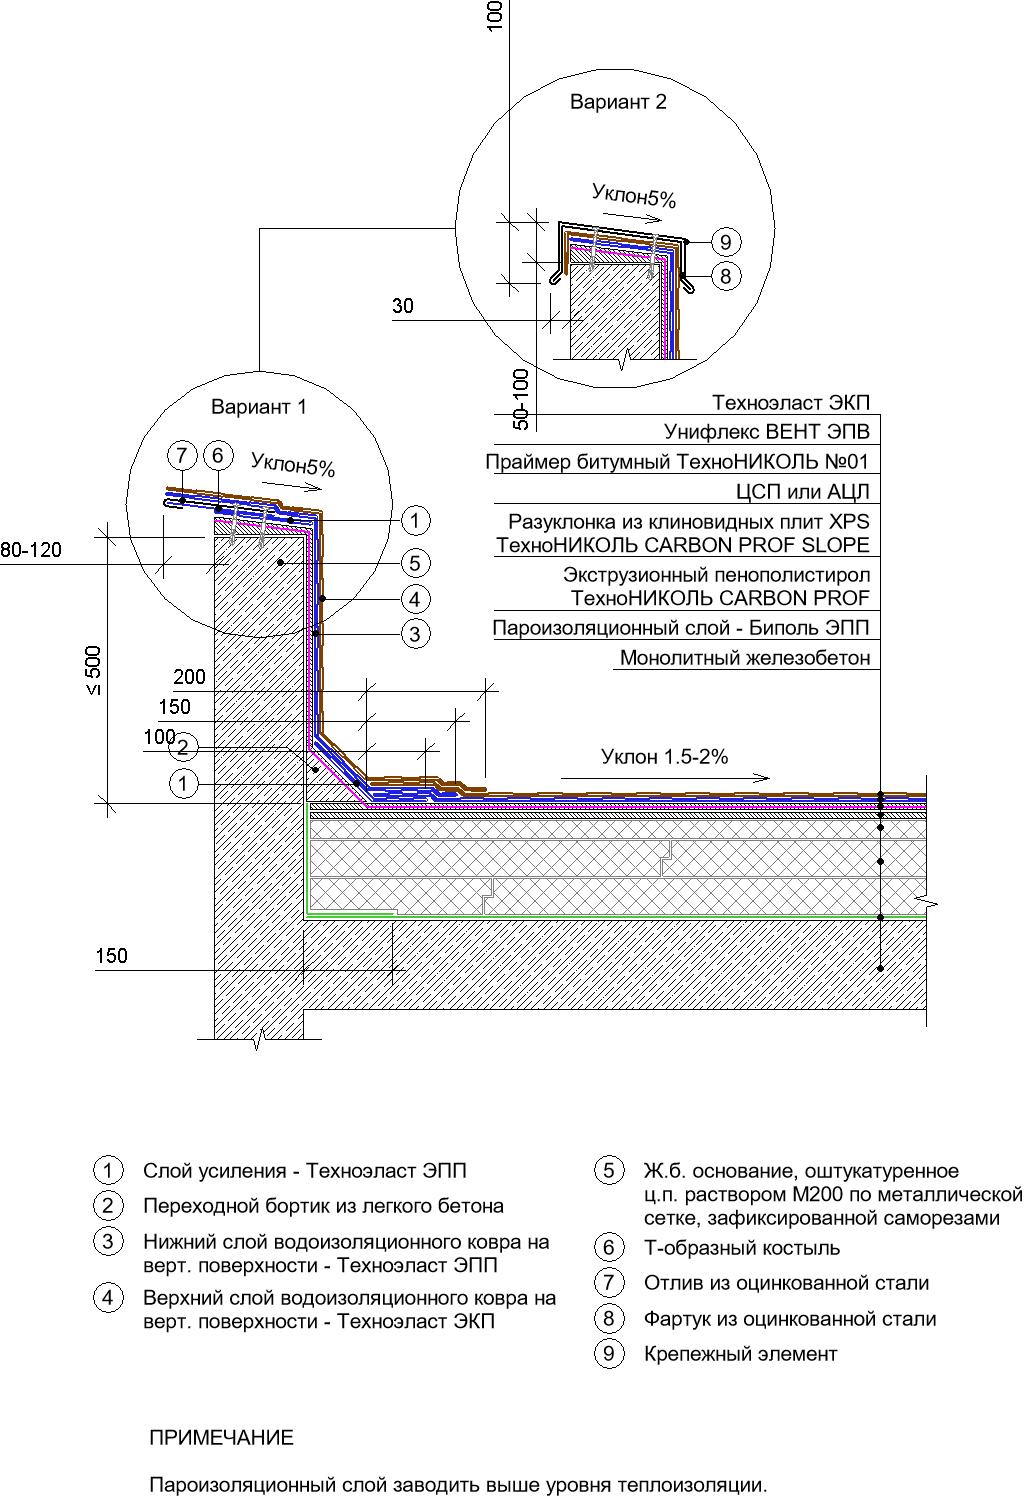 100
Вариант 2
Уклон5%
9
8
30
50-100
Вариант 1
7
6
Уклон5%
1
80-120
5
4
3
≤ 500
Техноэласт ЭКП
Унифлекс ВЕНТ ЭПВ
Праймер битумный ТехноНИКОЛЬ №01
ЦСП или АЦЛ
Разуклонка из клиновидных плит XPS
ТехноНИКОЛЬ CARBON PROF SLOPE
Экструзионный пенополистирол
ТехноНИКОЛЬ CARBON PROF
Пароизоляционный слой - Биполь ЭПП
Монолитный железобетон
200
150
100
2
1
Уклон 1.5-2%
150
1 Слой усиления - Техноэласт ЭПП
2 Переходной бортик из легкого бетона
3 Нижний слой водоизоляционного ковра на
верт. поверхности - Техноэласт ЭПП
4 Верхний слой водоизоляционного ковра на
верт. поверхности - Техноэласт ЭКП
5 Ж.б. основание, оштукатуренное
ц.п. раствором М200 по металлической
сетке, зафиксированной саморезами
6 Т-образный костыль
7 Отлив из оцинкованной стали
8 Фартук из оцинкованной стали
9 Крепежный элемент
ПРИМЕЧАНИЕ
Пароизоляционный слой заводить выше уровня теплоизоляции.